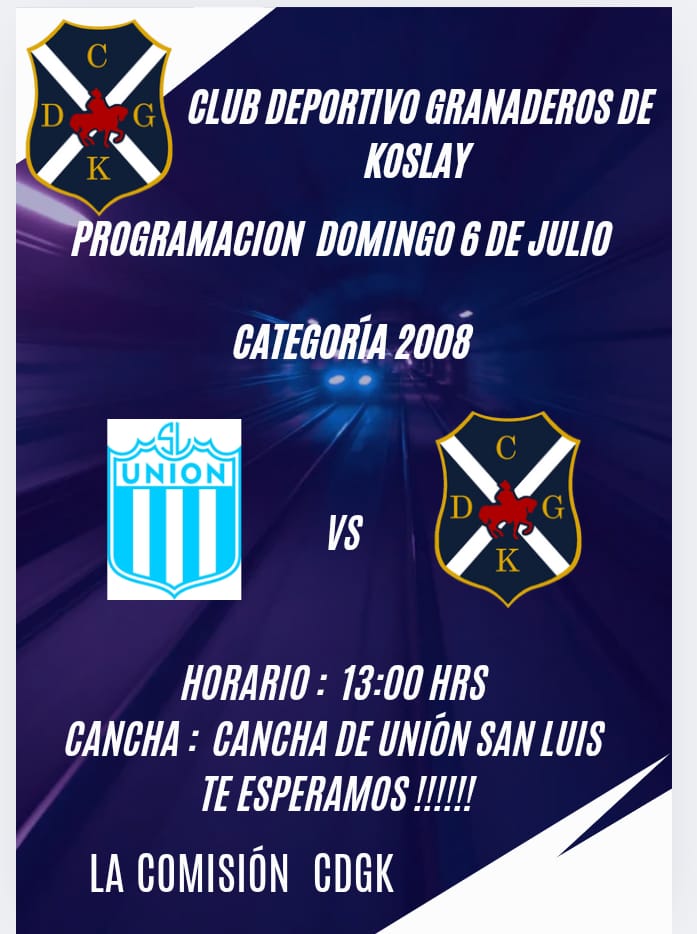 C
D G
K
CLUB DEPORTIVO GRANADEROS DE
KOSLAY
PROGRAMACION DOMINGO 6 DE JULIO
CATEGORÍA 2008
SL
UNION
VS
C
D G
K
HORARIO : 13:00 HRS
CANCHA : CANCHA DE UNIÓN SAN LUIS
TE ESPERAMOS !!!!!!
LA COMISIÓN CDGK